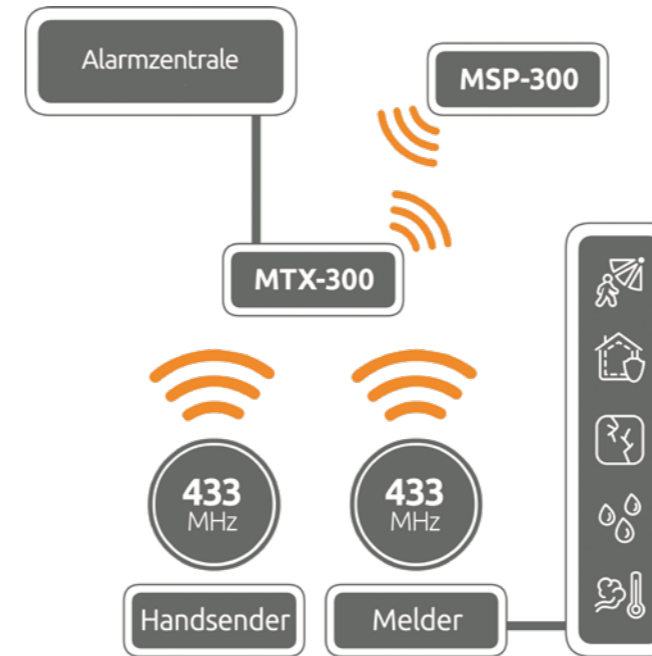 Alarmzentrale
MSP-300
MTX-300
433
MHz
433
MHz
Handsender
Melder